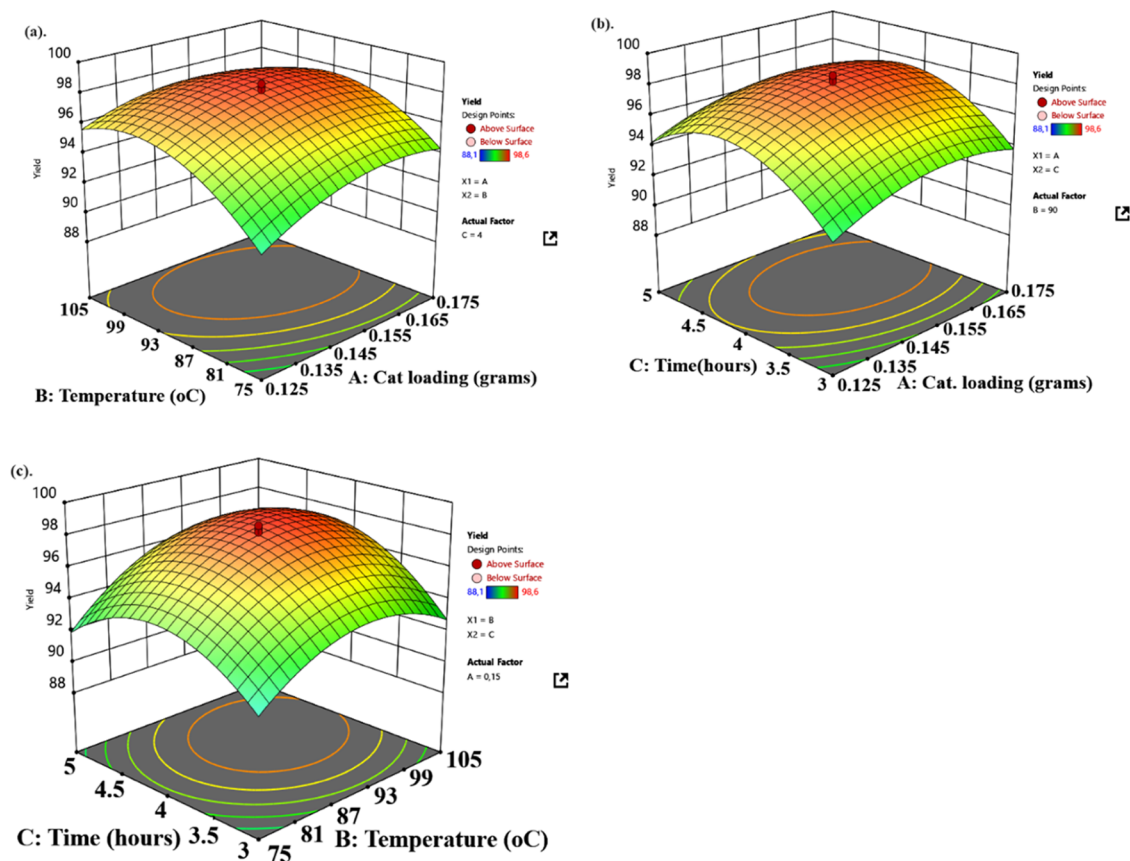 (a).
100
98
96
94
92
90
88
Yield
105
99
93
87
81
75
0.125
0.135
0.145
0.155
0.165
0.175
B: Temperature (oC)
A: Cat loading (grams)
Yield
Design Points:
Above Surface
Below Surface
88,1 98,6
X1 = A
X2 = B
Actual Factor
C = 4
(b).
100
98
96
94
92
90
88
Yield
5
4.5
4
3.5
3
0.125
0.135
0.145
0.155
0.165
0.175
C: Time(hours)
A: Cat. loading (grams)
Yield
Design Points:
Above Surface
Below Surface
88,1 98,6
X1 = A
X2 = C
Actual Factor
B = 90
(c).
100
98
96
94
92
90
88
Yield
5
4.5
4
3.5
3
75
81
87
93
99
105
C: Time (hours)
B: Temperature (oC)
Yield
Design Points:
Above Surface
Below Surface
88,1 98,6
X1 = B
X2 = C
Actual Factor
A = 0,15